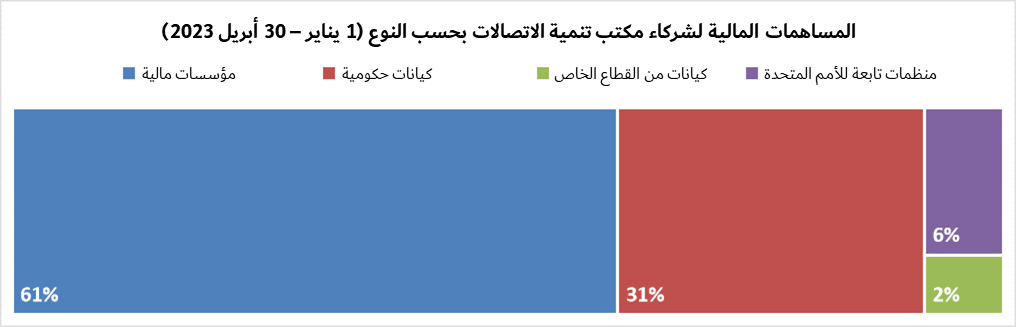 المساهمات المالية لشركاء مكتب تنمية الاتصالات بحسب النوع (1 يناير – 30 أبريل 2023)
منظمات تابعة للأمم المتحدة كيانات من القطاع الخاص كيانات حكومية مؤسسات مالية
6%
61% 31% 2%